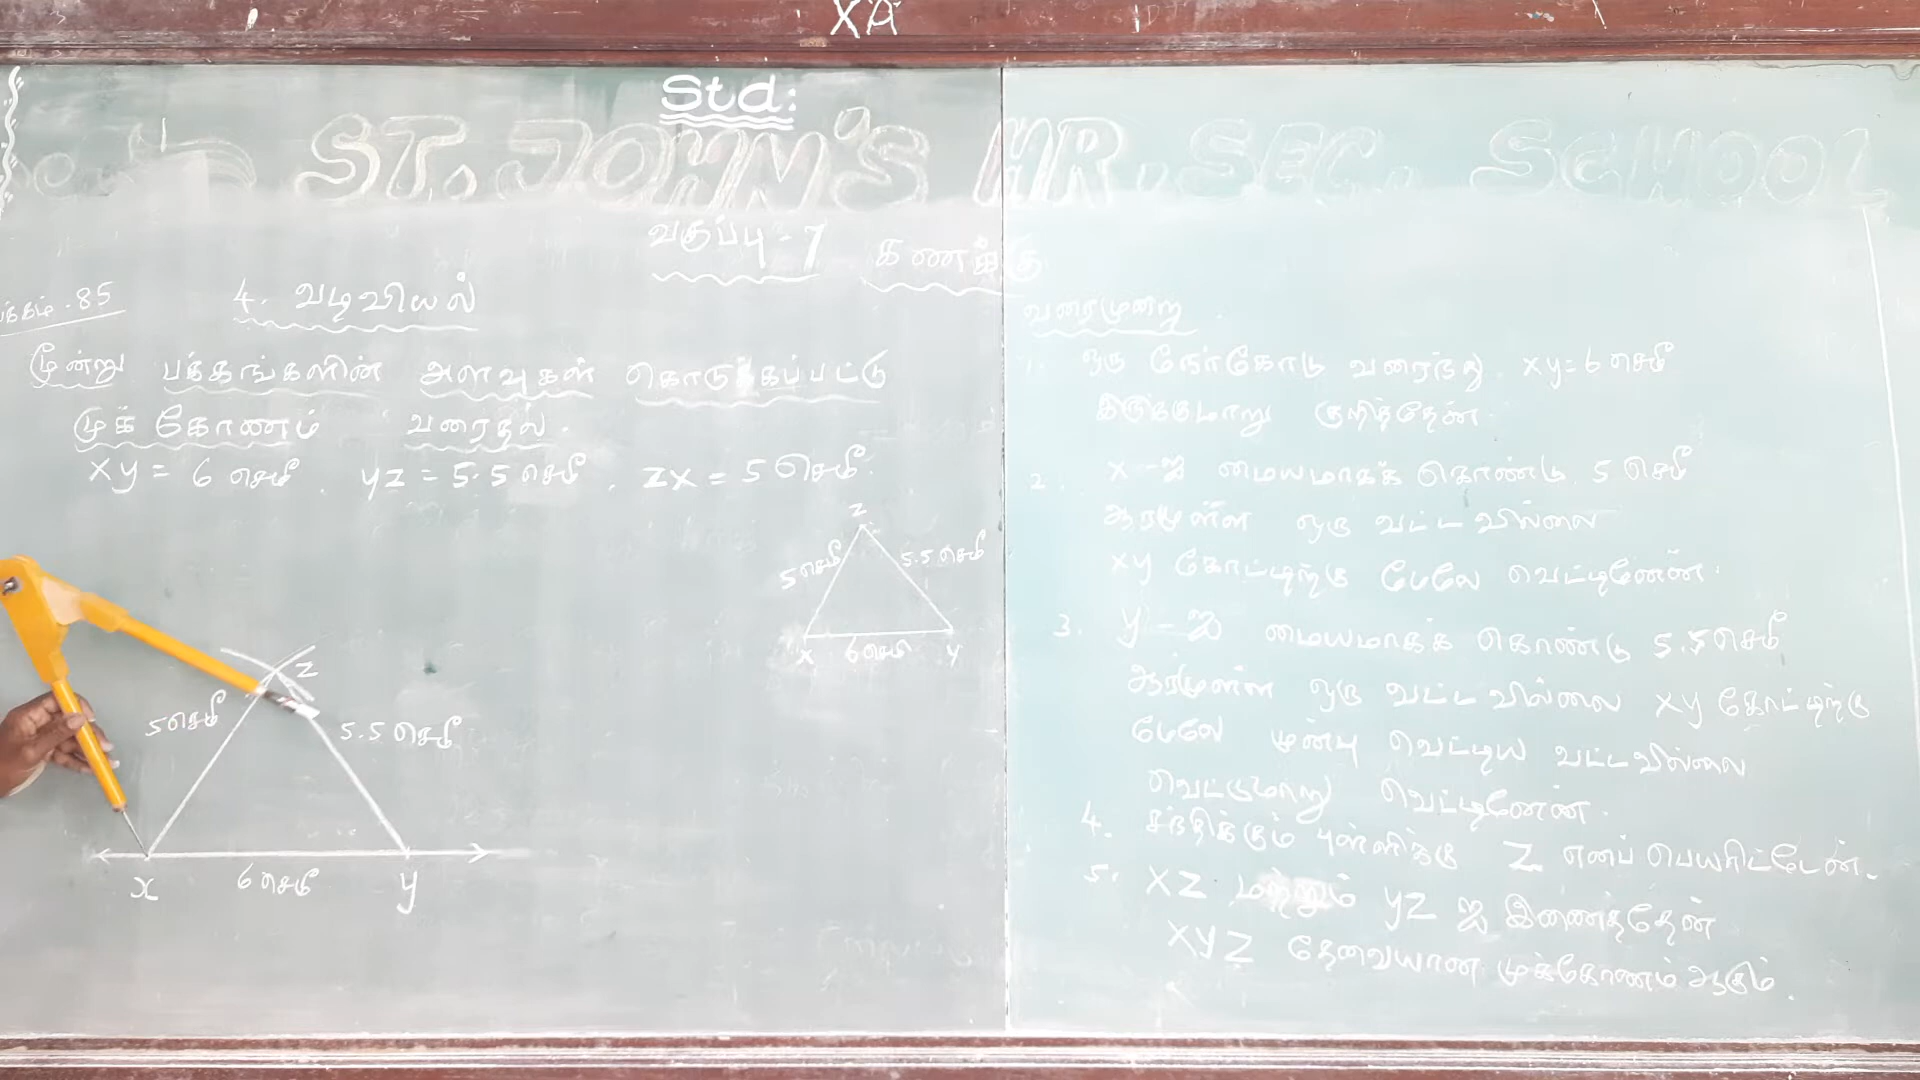 XA
Std:
ST. JOHN'S HR. SEC. SCHOOL
வகுப்பு - 7 கணக்கு
பக்கம் . 85
4. வடிவியல்
மூன்று பக்கங்களின் அளவுகள் கொடுக்கப்பட்டு
முக்கோணம் வரைதல்.
xy = 6 செமீ , yz = 5.5 செமீ , zx = 5 செமீ.
z
5 செமீ 5.5 செமீ
x 6 செமீ y
z
5 செமீ 5.5 செமீ
x 6 செமீ y
வரைமுறை
1. ஒரு நேர்கோடு வரைந்து xy = 6 செமீ
இருக்குமாறு குறித்தேன்.
2. x - ஐ மையமாகக் கொண்டு 5 செமீ
ஆரமுள்ள ஒரு வட்டவில்லை
xy கோட்டிற்கு மேலே வெட்டினேன்.
3. y - ஐ மையமாகக் கொண்டு 5.5 செமீ
ஆரமுள்ள ஒரு வட்டவில்லை xy கோட்டிற்கு
மேலே முன்பு வெட்டிய வட்டவில்லை
வெட்டுமாறு வெட்டினேன்.
4. சந்திக்கும் புள்ளிக்கு Z எனப் பெயரிட்டேன்.
5. XZ மற்றும் YZ ஐ இணைத்தேன்
XYZ தேவையான முக்கோணம் ஆகும்.